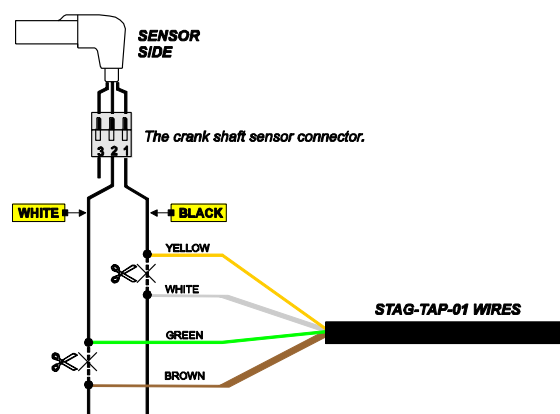 SENSOR
SIDE
The crank shaft sensor connector.
3 2 1
WHITE
BLACK
YELLOW
WHITE
STAG-TAP-01 WIRES
GREEN
BROWN